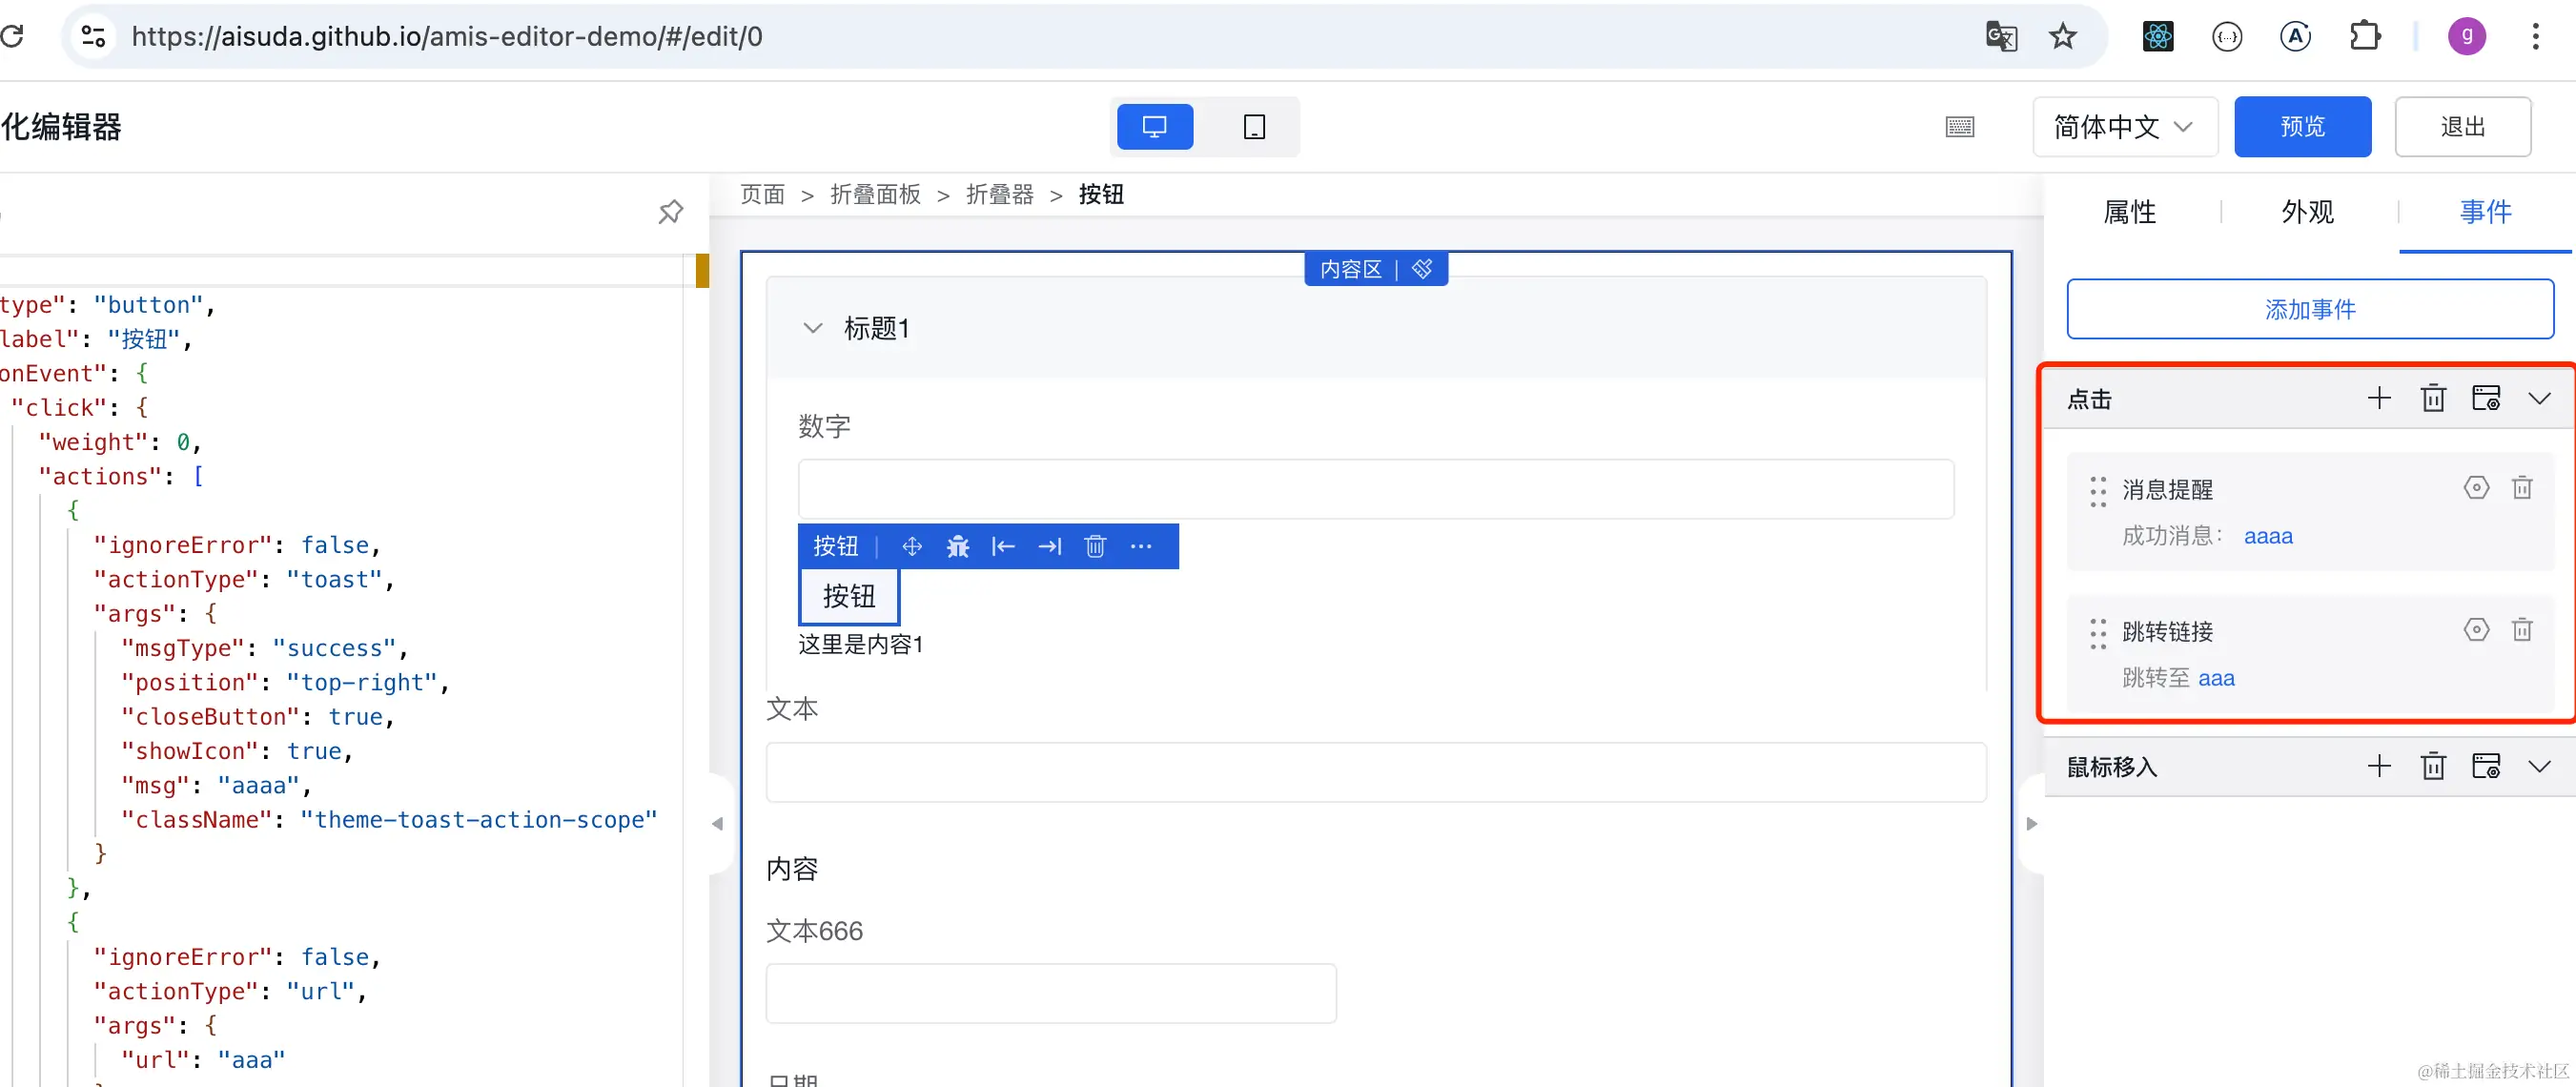 https://aisuda.github.io/amis-editor-demo/#/edit/0
g
化编辑器
简体中文
预览
退出
type": "button",
label": "按钮",
onEvent": {
"click": {
"weight": 0,
"actions": [
{
"ignoreError": false,
"actionType": "toast",
"args": {
"msgType": "success",
"position": "top-right",
"closeButton": true,
"showIcon": true,
"msg": "aaaa",
"className": "theme-toast-action-scope"
}
},
{
"ignoreError": false,
"actionType": "url",
"args": {
"url": "aaa"
页面 > 折叠面板 > 折叠器 > 按钮
内容区
标题1
数字
按钮
按钮
这里是内容1
文本
内容
文本666
日期
属性
外观
事件
添加事件
点击
消息提醒
成功消息： aaaa
跳转链接
跳转至 aaa
鼠标移入
@稀土掘金技术社区